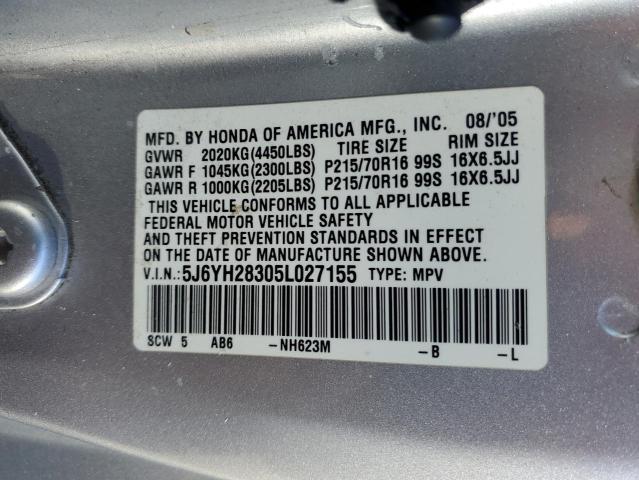 MFD. BY HONDA OF AMERICA MFG., INC. 08/'05
GVWR 2020KG(4450LBS) TIRE SIZE RIM SIZE
GAWR F 1045KG(2300LBS) P215/70R16 99S 16X6.5JJ
GAWR R 1000KG(2205LBS) P215/70R16 99S 16X6.5JJ
THIS VEHICLE CONFORMS TO ALL APPLICABLE
FEDERAL MOTOR VEHICLE SAFETY
AND THEFT PREVENTION STANDARDS IN EFFECT
ON THE DATE OF MANUFACTURE SHOWN ABOVE.
V.I.N.: 5J6YH28305L027155 TYPE: MPV
SCW 5 AB6 -NH623M -B -L